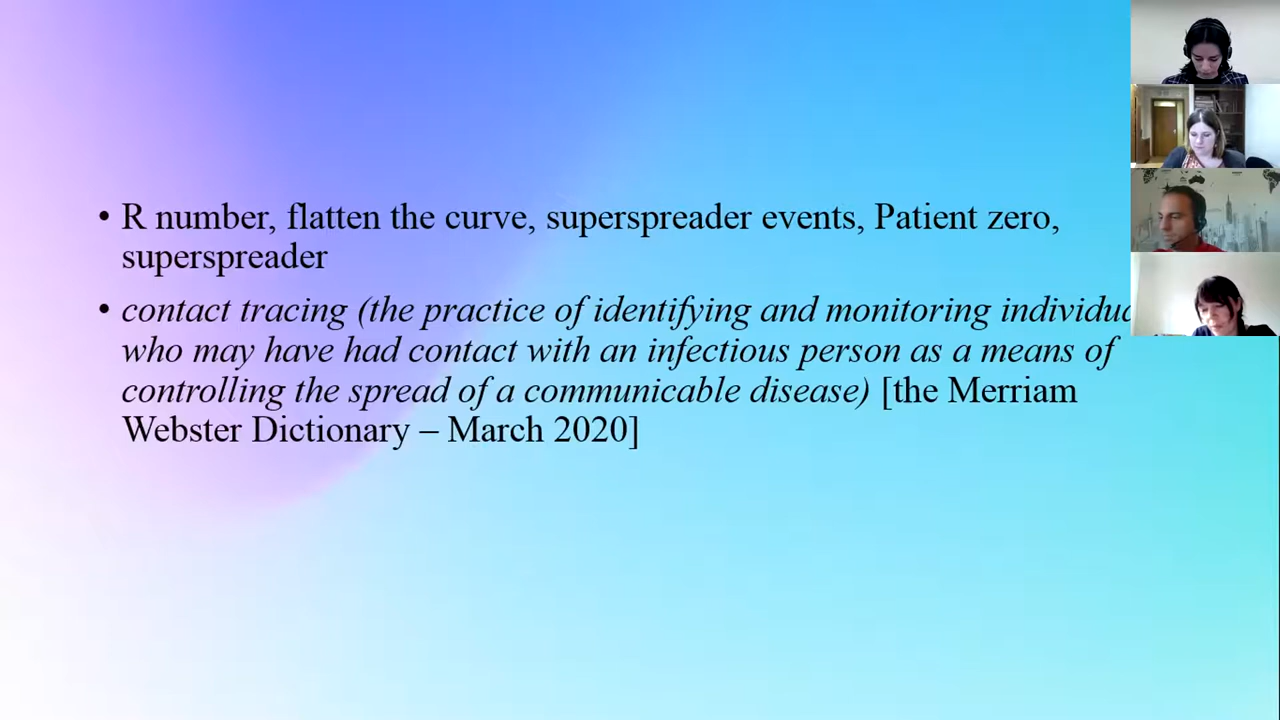 • R number, flatten the curve, superspreader events, Patient zero,
superspreader
• contact tracing (the practice of identifying and monitoring
who may have had contact with an infectious person as a means of
controlling the spread of a communicable disease) [the Merriam
Webster Dictionary – March 2020]